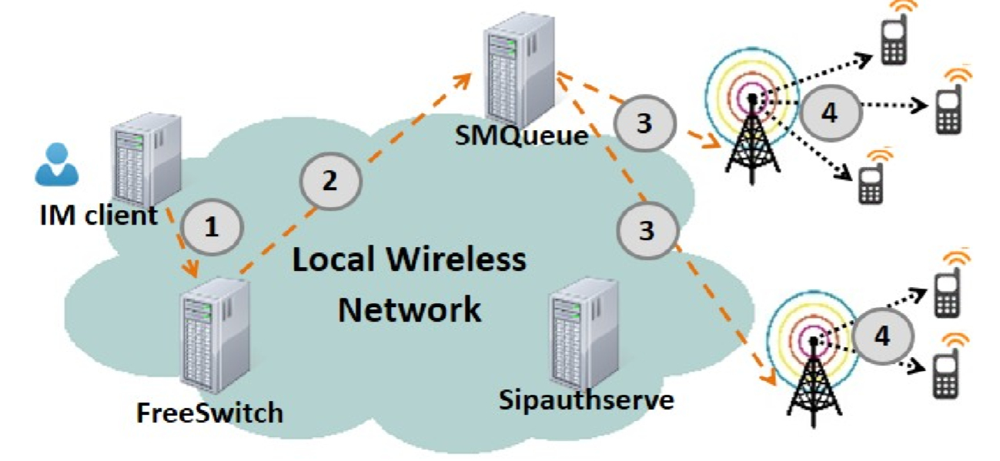 SMQueue
3
4
IM client
2
1
3
Local Wireless
Network
4
FreeSwitch
Sipauthserve